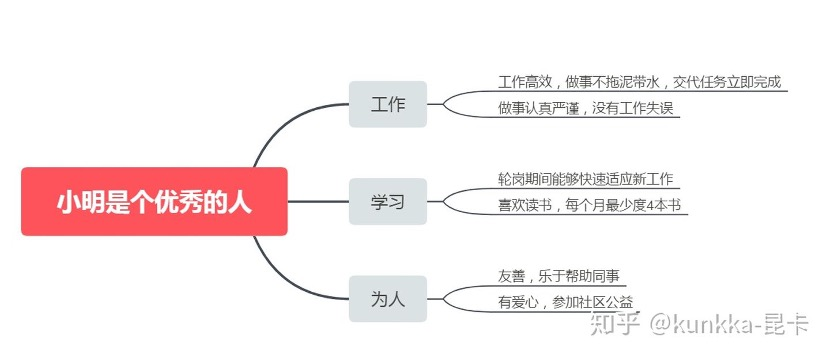 小明是个优秀的人
工作
工作高效，做事不拖泥带水，交代任务立即完成
做事认真严谨，没有工作失误
学习
轮岗期间能够快速适应新工作
喜欢读书，每个月最少度4本书
为人
友善，乐于帮助同事
有爱心，参加社区公益
知乎 @kunkka-昆卡